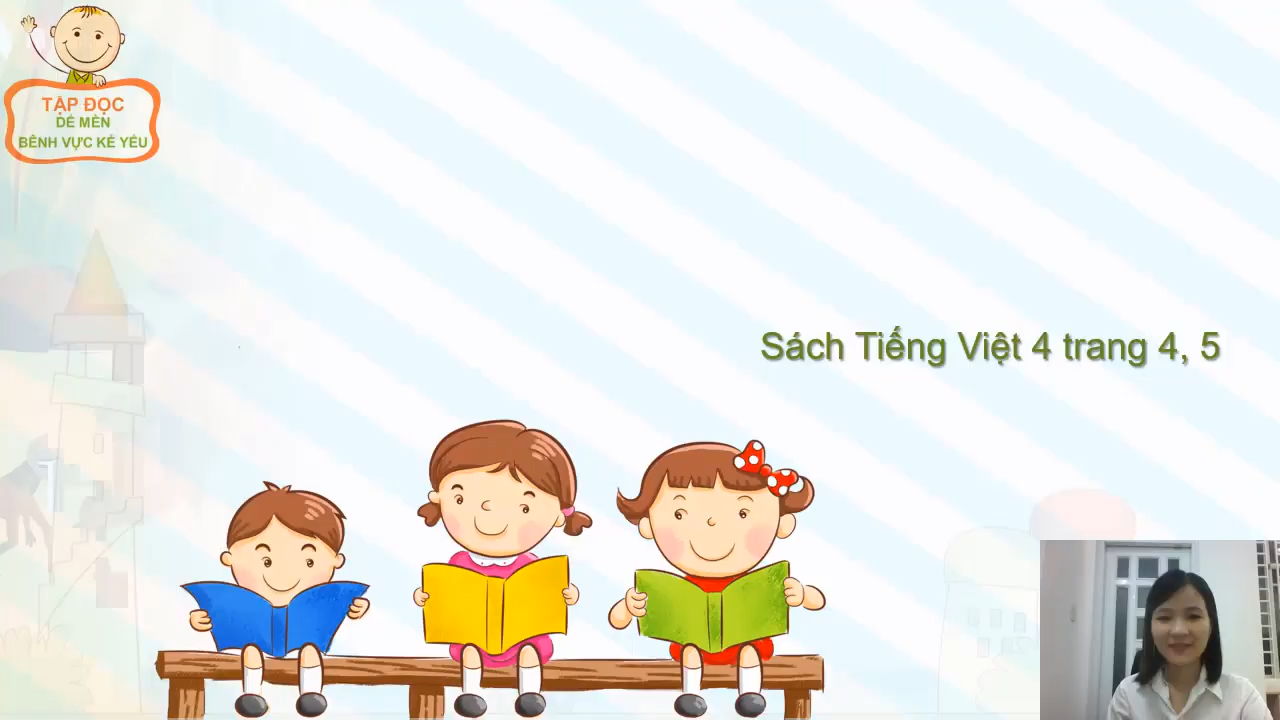 TẬP ĐỌC
DẾ MÈN
BÊNH VỰC KẺ YẾU
Sách Tiếng Việt 4 trang 4, 5